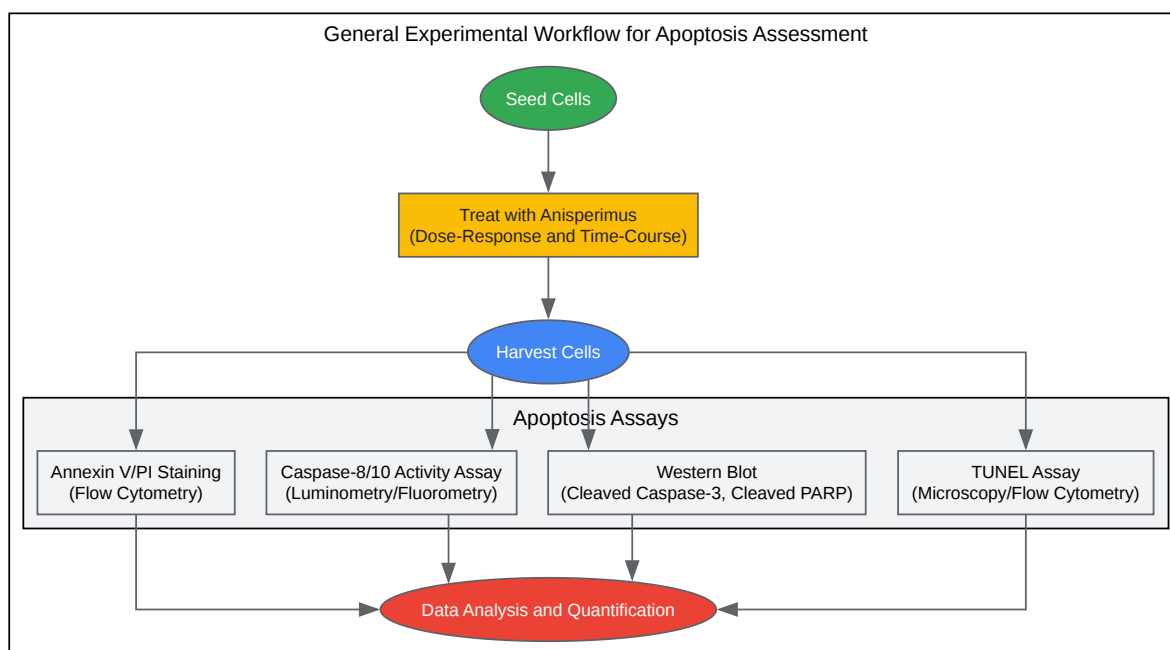 General Experimental Workflow for Apoptosis Assessment
Seed Cells
Treat with Anisperimus
(Dose-Response and Time-Course)
Harvest Cells
Apoptosis Assays
Annexin V/PI Staining
(Flow Cytometry)
Caspase-8/10 Activity Assay
(Luminometry/Fluorometry)
Western Blot
(Cleaved Caspase-3, Cleaved PARP)
TUNEL Assay
(Microscopy/Flow Cytometry)
Data Analysis and Quantification